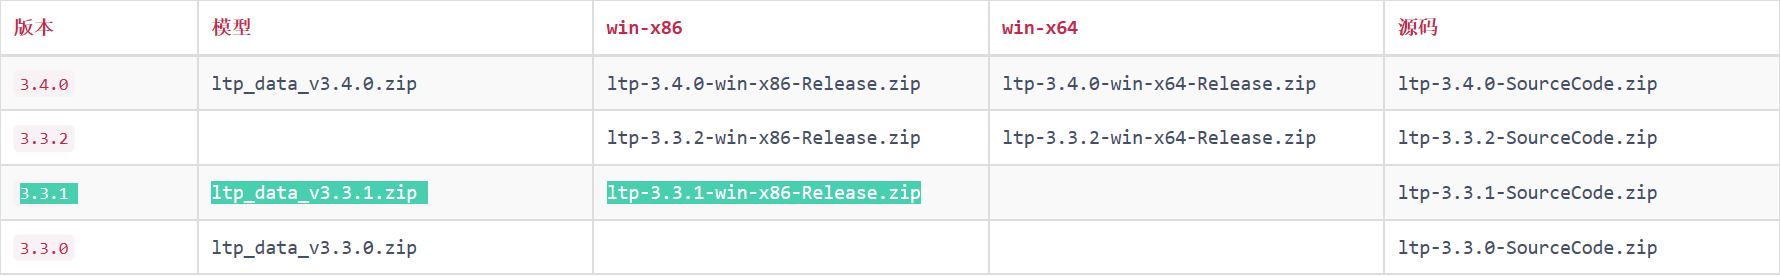 版本 模型 win-x86 win-x64 源码
3.4.0 ltp_data_v3.4.0.zip ltp-3.4.0-win-x86-Release.zip ltp-3.4.0-win-x64-Release.zip ltp-3.4.0-SourceCode.zip
3.3.2 ltp-3.3.2-win-x86-Release.zip ltp-3.3.2-win-x64-Release.zip ltp-3.3.2-SourceCode.zip
3.3.1 ltp_data_v3.3.1.zip ltp-3.3.1-win-x86-Release.zip ltp-3.3.1-SourceCode.zip
3.3.0 ltp_data_v3.3.0.zip ltp-3.3.0-SourceCode.zip